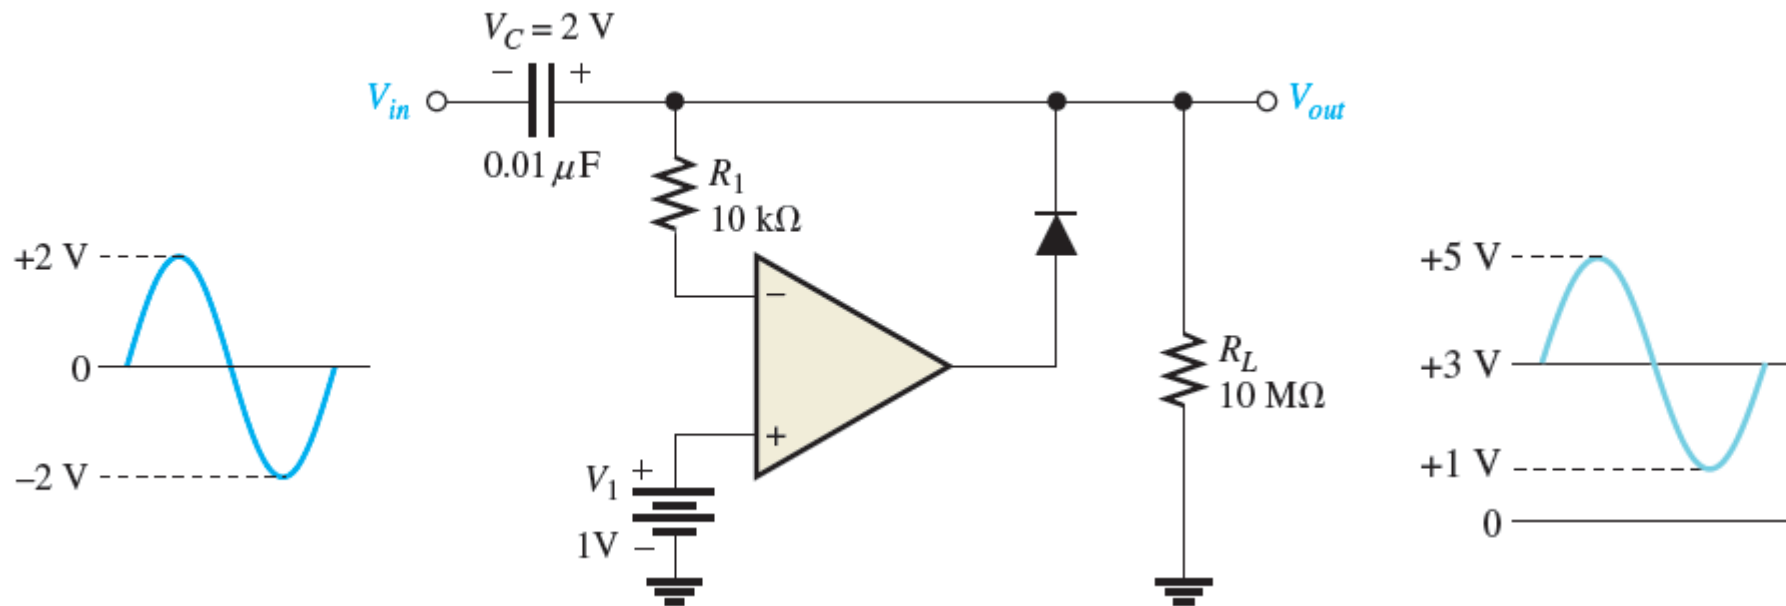 V_C = 2 V
− +
V_in
V_out
0.01 μF
R_1
10 kΩ
+2 V
0
−2 V
−
+
V_1 +
1V −
R_L
10 MΩ
+5 V
+3 V
+1 V
0